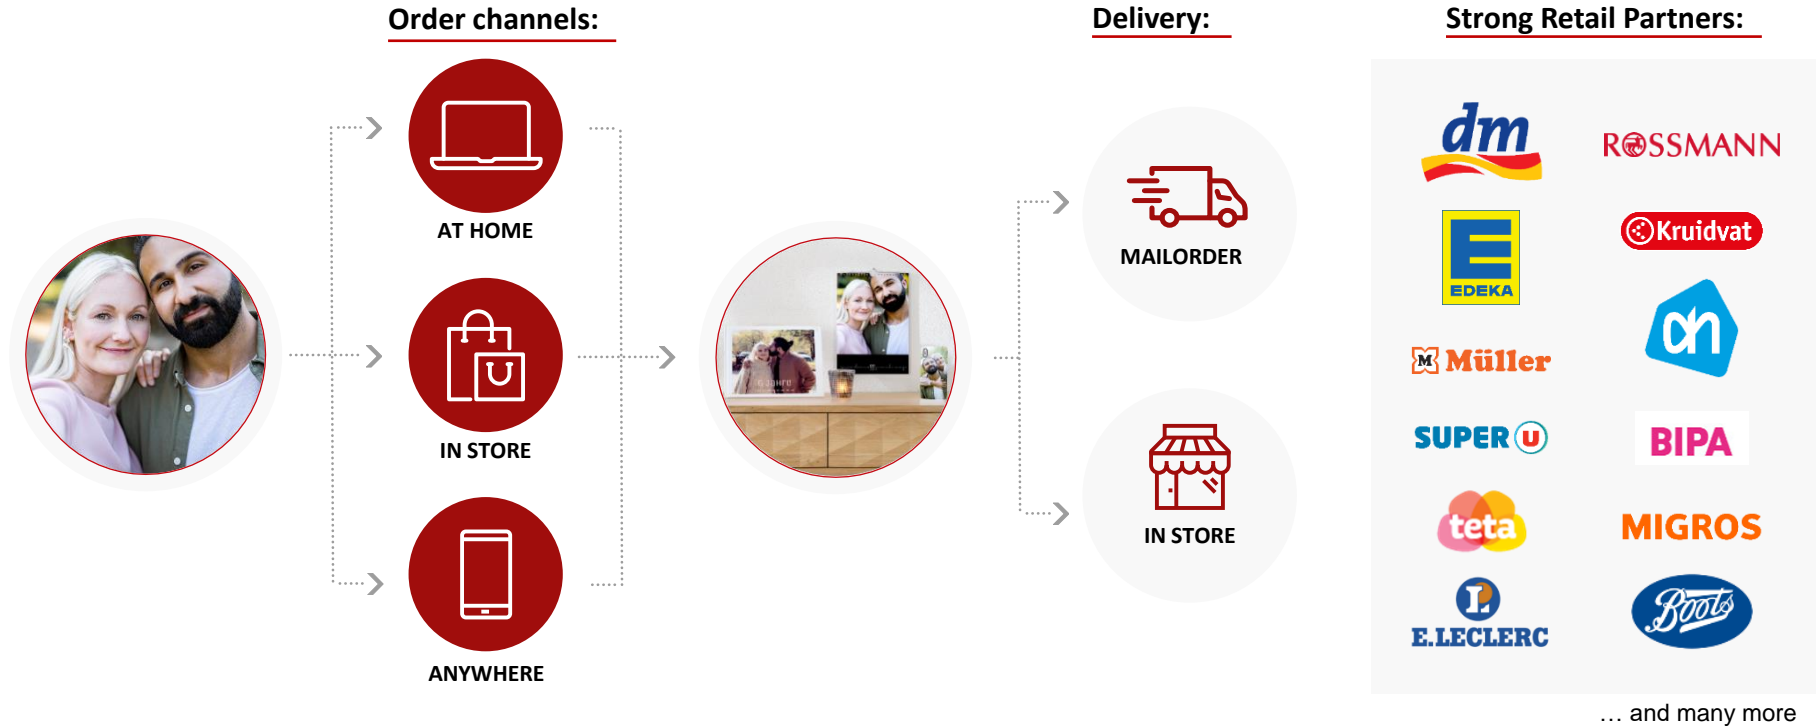 Order channels:
AT HOME
IN STORE
ANYWHERE
Delivery:
MAILORDER
IN STORE
Strong Retail Partners:
dm
ROSSMANN
EDEKA
Kruidvat
ah
M Müller
SUPER U
BIPA
teta
MIGROS
L
E.LECLERC
Boots
… and many more